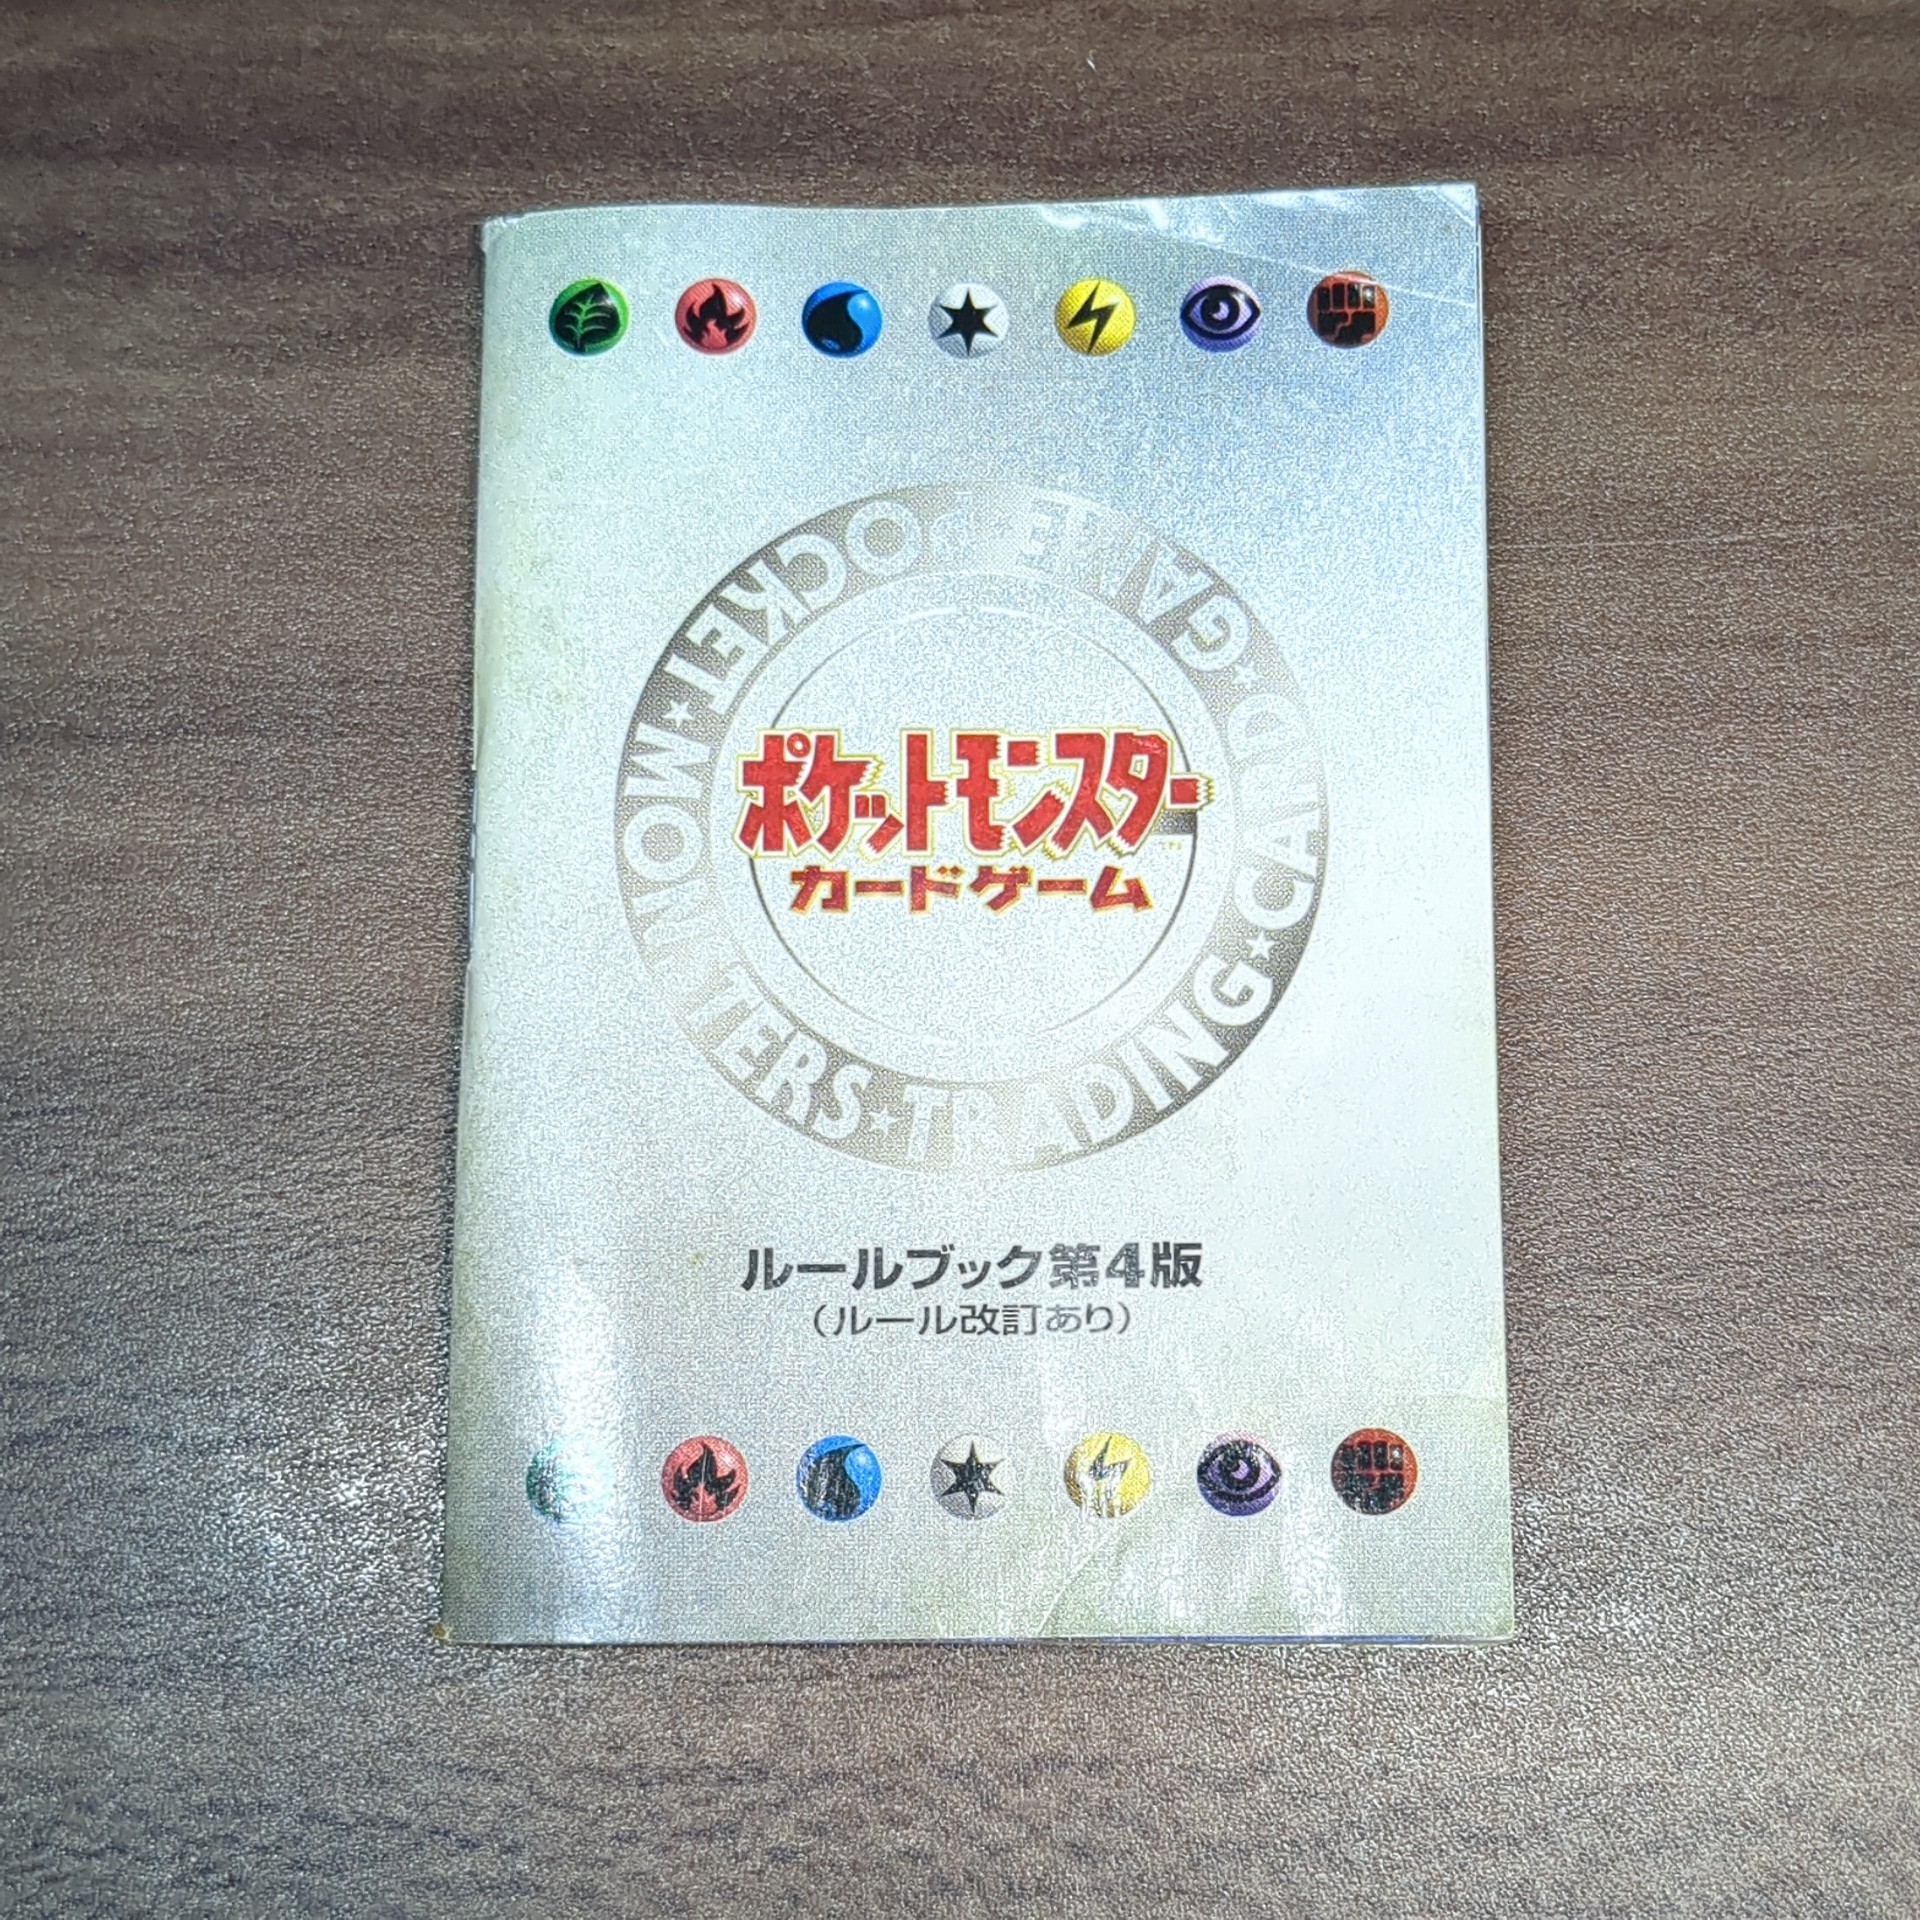 POCKET★MONSTERS★TRADING★CARD★GAME
ポケットモンスター
カードゲーム
ルールブック第4版
(ルール改訂あり)